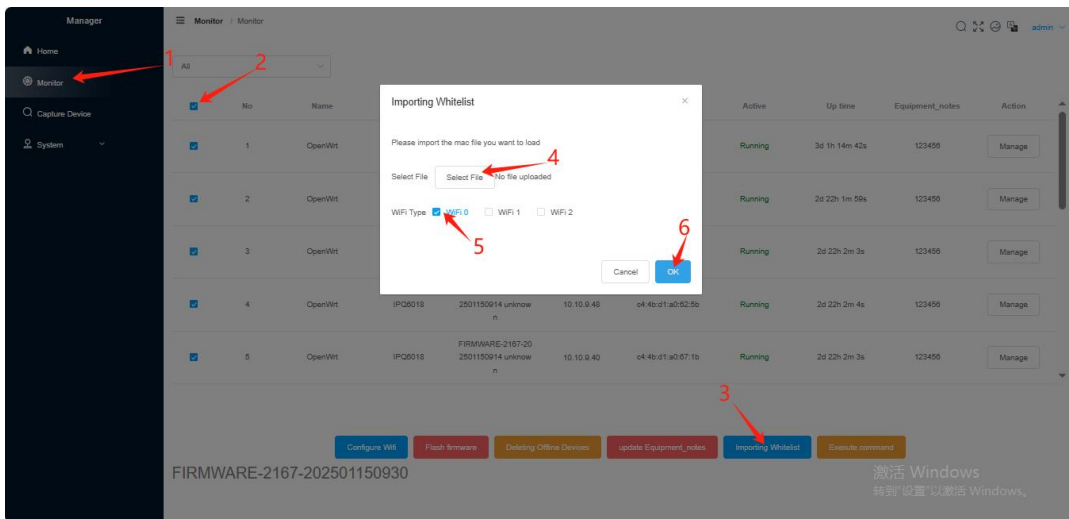 Manager
Monitor / Monitor
admin
Home
Monitor
Capture Device
System
1
2
All
No
Name
Active
Up time
Equipment_notes
Action
1
OpenWrt
Running
3d 1h 14m 42s
123456
Manage
2
OpenWrt
Running
2d 22h 1m 59s
123456
Manage
3
OpenWrt
Running
2d 22h 2m 3s
123456
Manage
4
OpenWrt
IPQ6018
2501150914.unknow
n
10.10.9.48
c4:4b:d1:a0:62:5b
Running
2d 22h 2m 4s
123456
Manage
5
OpenWrt
IPQ6018
FIRMWARE-2167-20
2501150914.unknow
n
10.10.9.40
c4:4b:d1:a0:67:1b
Running
2d 22h 2m 3s
123456
Manage
Importing Whitelist
Please import the mac file you want to load
4
Select File
Select File
No file uploaded
WiFi Type
WiFi 0
WiFi 1
WiFi 2
5
6
Cancel
OK
3
Configure Wifi
Flash firmware
Deleting Offline Devices
update Equipment_notes
Importing Whitelist
Execute command
FIRMWARE-2167-202501150930
激活 Windows
转到"设置"以激活 Windows。